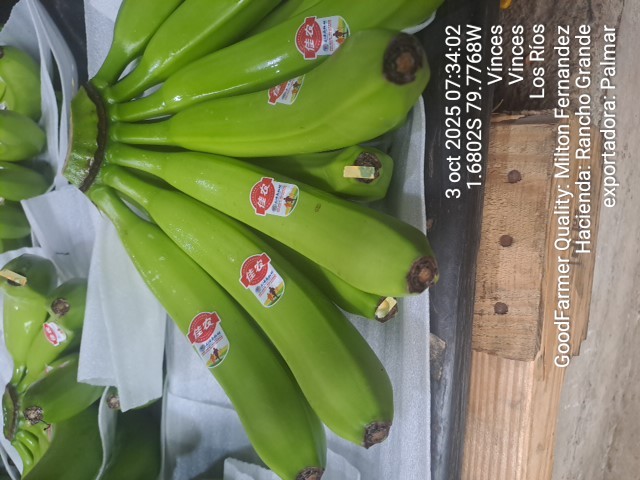 佳农
佳农
佳农
佳农
佳农
3 oct 2025 07:34:02
1.6802S 79.7768W
Vínces
Vinces
Los Ríos
GoodFarmer Quality: Milton Fernandez
Hacienda: Rancho Grande
exportadora: Palmar